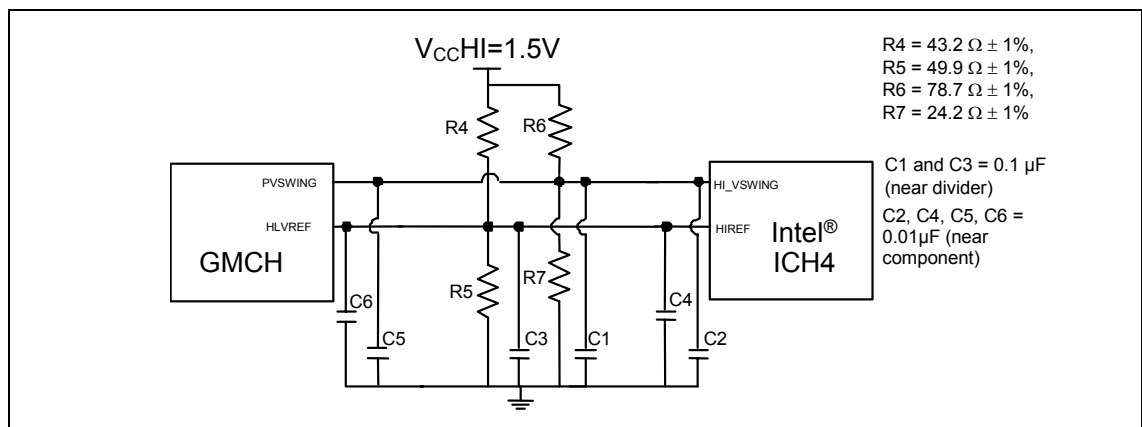 V_CCHI=1.5V
R4 = 43.2 Ω ± 1%,
R5 = 49.9 Ω ± 1%,
R6 = 78.7 Ω ± 1%,
R7 = 24.2 Ω ± 1%
R4
R6
PVSWING
HI_VSWING
C1 and C3 = 0.1 µF
(near divider)
HLVREF
HIREF
C2, C4, C5, C6 =
0.01µF (near
component)
GMCH
Intel®
ICH4
R5
R7
C6
C4
C5
C3
C1
C2